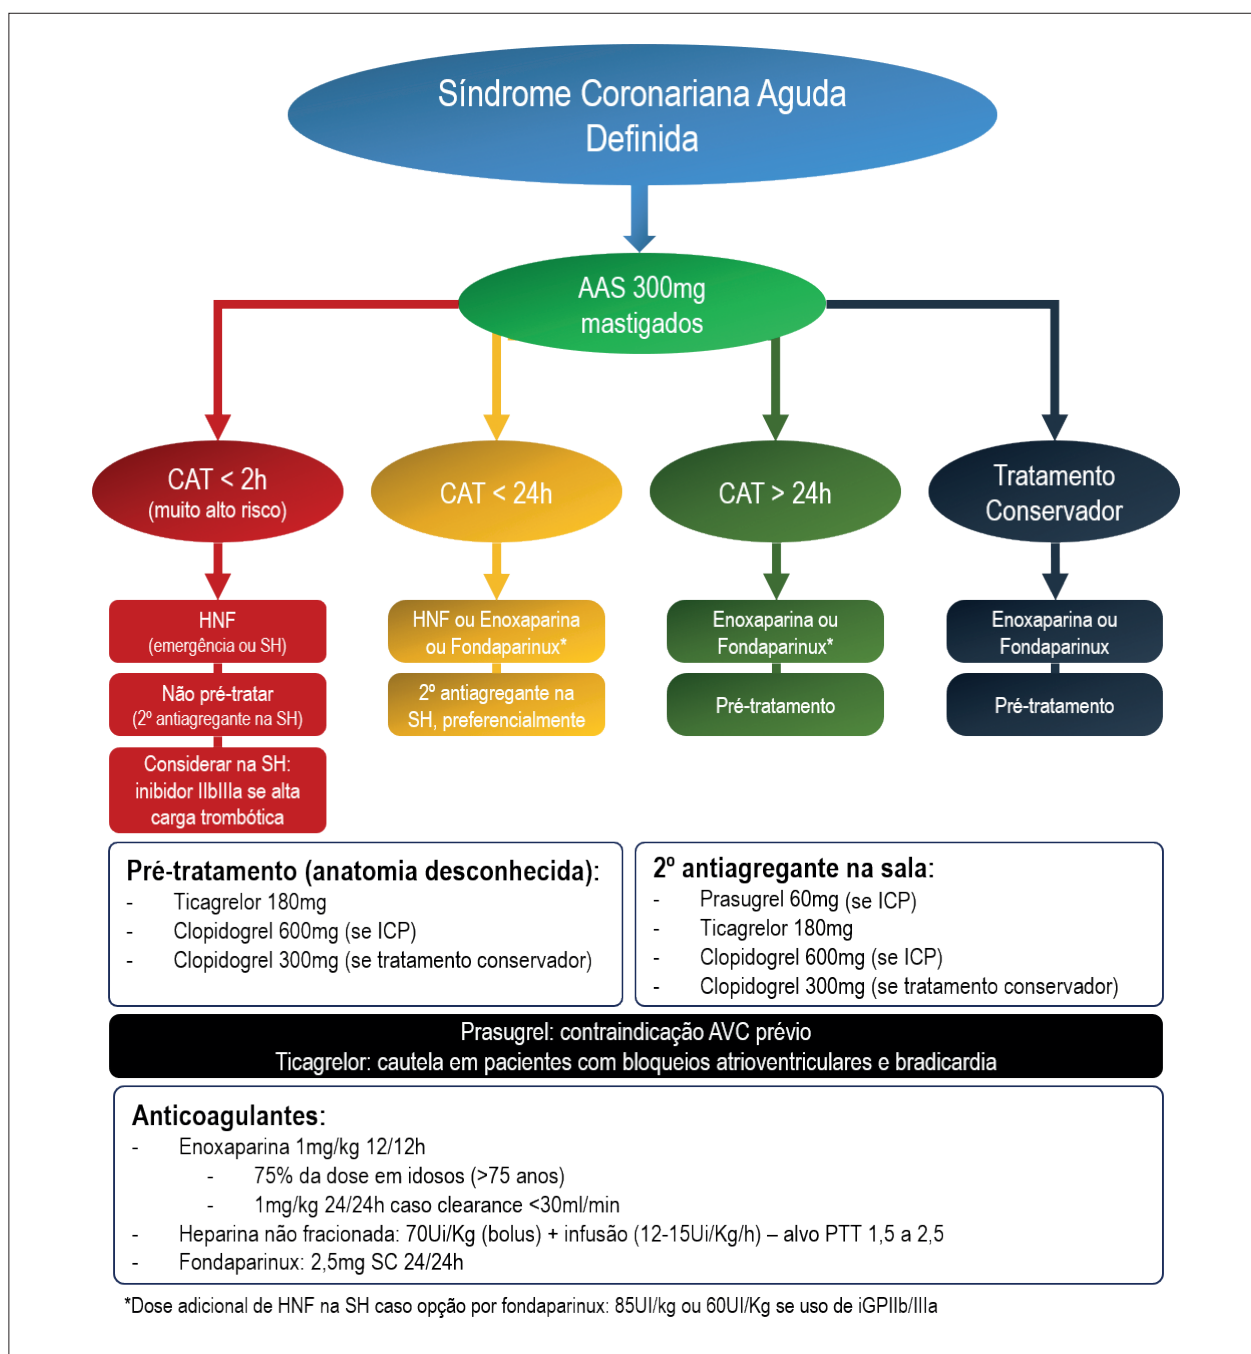 Síndrome Coronariana Aguda
Definida
AAS 300mg
mastigados
CAT < 2h
(muito alto risco)
CAT < 24h
CAT > 24h
Tratamento
Conservador
HNF
(emergência ou SH)
Não pré-tratar
(2º antiagregante na SH)
Considerar na SH:
inibidor IIbIIIa se alta
carga trombótica
HNF ou Enoxaparina
ou Fondaparinux*
2º antiagregante na
SH, preferencialmente
Enoxaparina ou
Fondaparinux*
Pré-tratamento
Enoxaparina ou
Fondaparinux
Pré-tratamento
Pré-tratamento (anatomia desconhecida):
- Ticagrelor 180mg
- Clopidogrel 600mg (se ICP)
- Clopidogrel 300mg (se tratamento conservador)
2º antiagregante na sala:
- Prasugrel 60mg (se ICP)
- Ticagrelor 180mg
- Clopidogrel 600mg (se ICP)
- Clopidogrel 300mg (se tratamento conservador)
Prasugrel: contraindicação AVC prévio
Ticagrelor: cautela em pacientes com bloqueios atrioventriculares e bradicardia
Anticoagulantes:
- Enoxaparina 1mg/kg 12/12h
- 75% da dose em idosos (>75 anos)
- 1mg/kg 24/24h caso clearance <30ml/min
- Heparina não fracionada: 70Ui/Kg (bolus) + infusão (12-15Ui/Kg/h) – alvo PTT 1,5 a 2,5
- Fondaparinux: 2,5mg SC 24/24h
*Dose adicional de HNF na SH caso opção por fondaparinux: 85UI/kg ou 60UI/Kg se uso de iGPIIb/IIIa